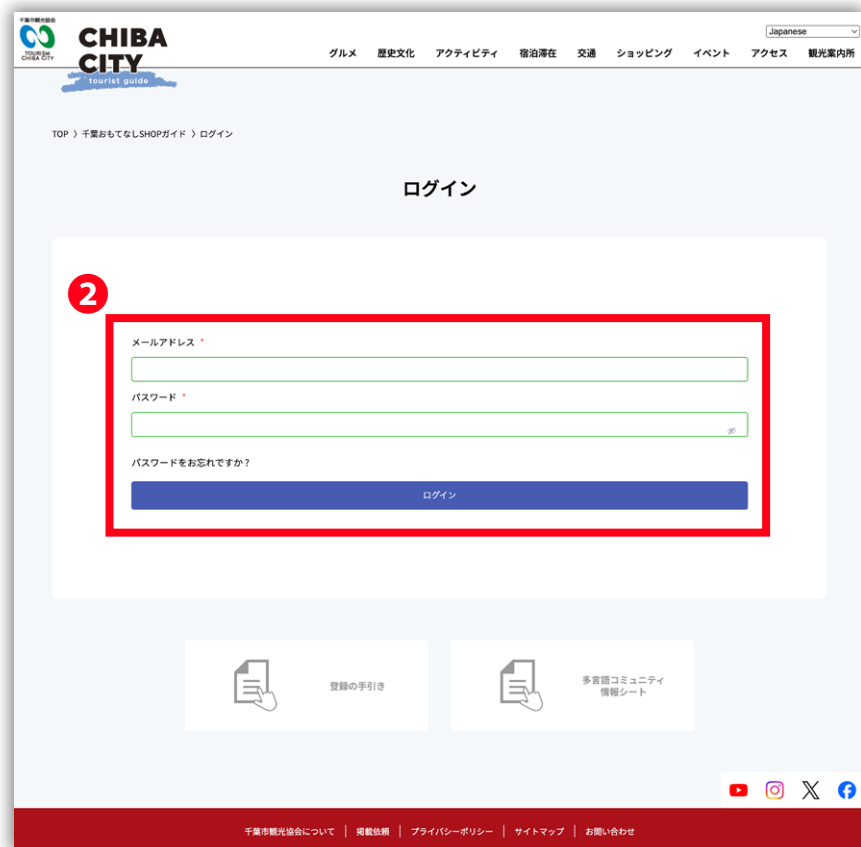 千葉市観光協会
TOURISM
CHIBA CITY
CHIBA
CITY
tourist guide
Japanese
グルメ 歴史文化 アクティビティ 宿泊滞在 交通 ショッピング イベント アクセス 観光案内所
TOP 〉千葉おもてなしSHOPガイド 〉ログイン
ログイン
2
メールアドレス *
パスワード *
パスワードをお忘れですか?
ログイン
登録の手引き
多言語コミュニティ
情報シート
千葉市観光協会について | 掲載依頼 | プライバシーポリシー | サイトマップ | お問い合わせ